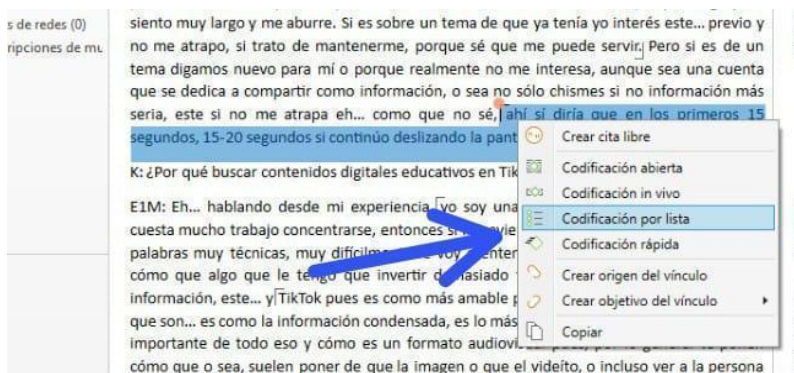 s de redes (0)
ripciones de mu
siento muy largo y me aburre. Si es sobre un tema de que ya tenía yo interés este... previo y
no me atrapo, si trato de mantenerme, porque sé que me puede servir. Pero si es de un
tema digamos nuevo para mí o porque realmente no me interesa, aunque sea una cuenta
que se dedica a compartir como información, o sea no sólo chismes si no información más
seria, este si no me atrapa eh... como que no sé, ahí sí diría que en los primeros 15
segundos, 15-20 segundos si continúo deslizando la pant
K: ¿Por qué buscar contenidos digitales educativos en Tik
E1M: Eh... hablando desde mi experiencia yo soy una
cuesta mucho trabajo concentrarse, entonces si
palabras muy técnicas, muy voy
cómo que algo que le tengo que invertir
información, este... y TikTok pues es como más amable
que son... es como la información condensada, es lo más
importante de todo eso y cómo es un formato
cómo que o sea, suelen poner de que la imagen o que el videíto, o incluso ver a la persona
Crear cita libre
Codificación abierta
Codificación in vivo
Codificación por lista
Codificación rápida
Crear origen del vínculo
Crear objetivo del vínculo
Copiar